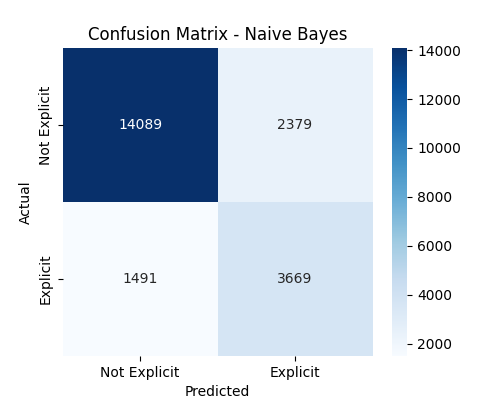 Confusion Matrix - Naive Bayes
Actual
Not Explicit
Explicit
14089
2379
1491
3669
Not Explicit
Explicit
Predicted
14000
12000
10000
8000
6000
4000
2000